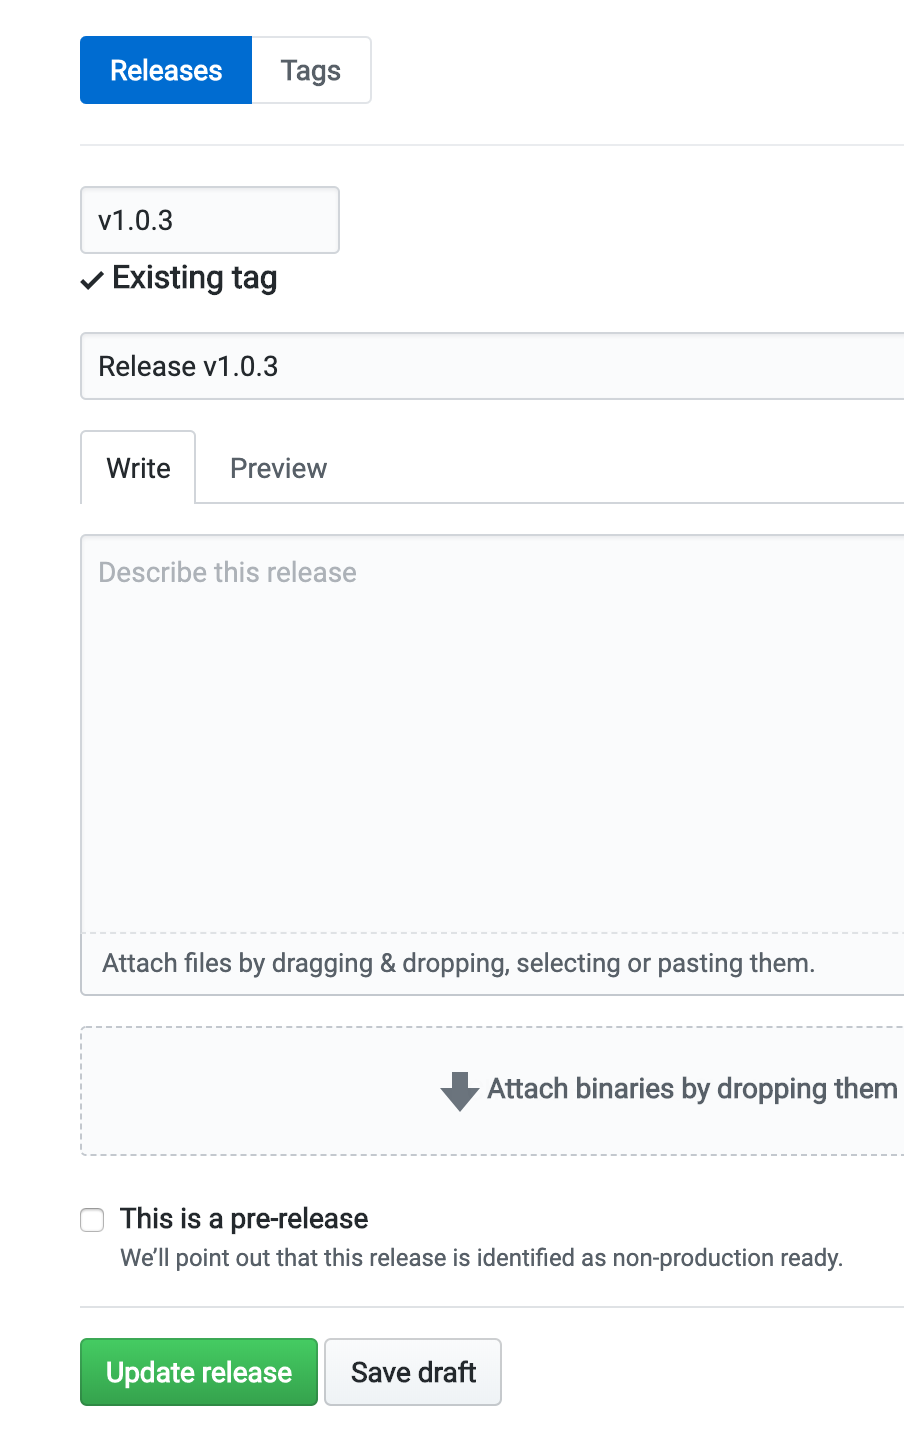 Releases Tags
v1.0.3
Existing tag
Release v1.0.3
Write Preview
Describe this release
Attach files by dragging & dropping, selecting or pasting them.
Attach binaries by dropping them
This is a pre-release
We’ll point out that this release is identified as non-production ready.
Update release Save draft